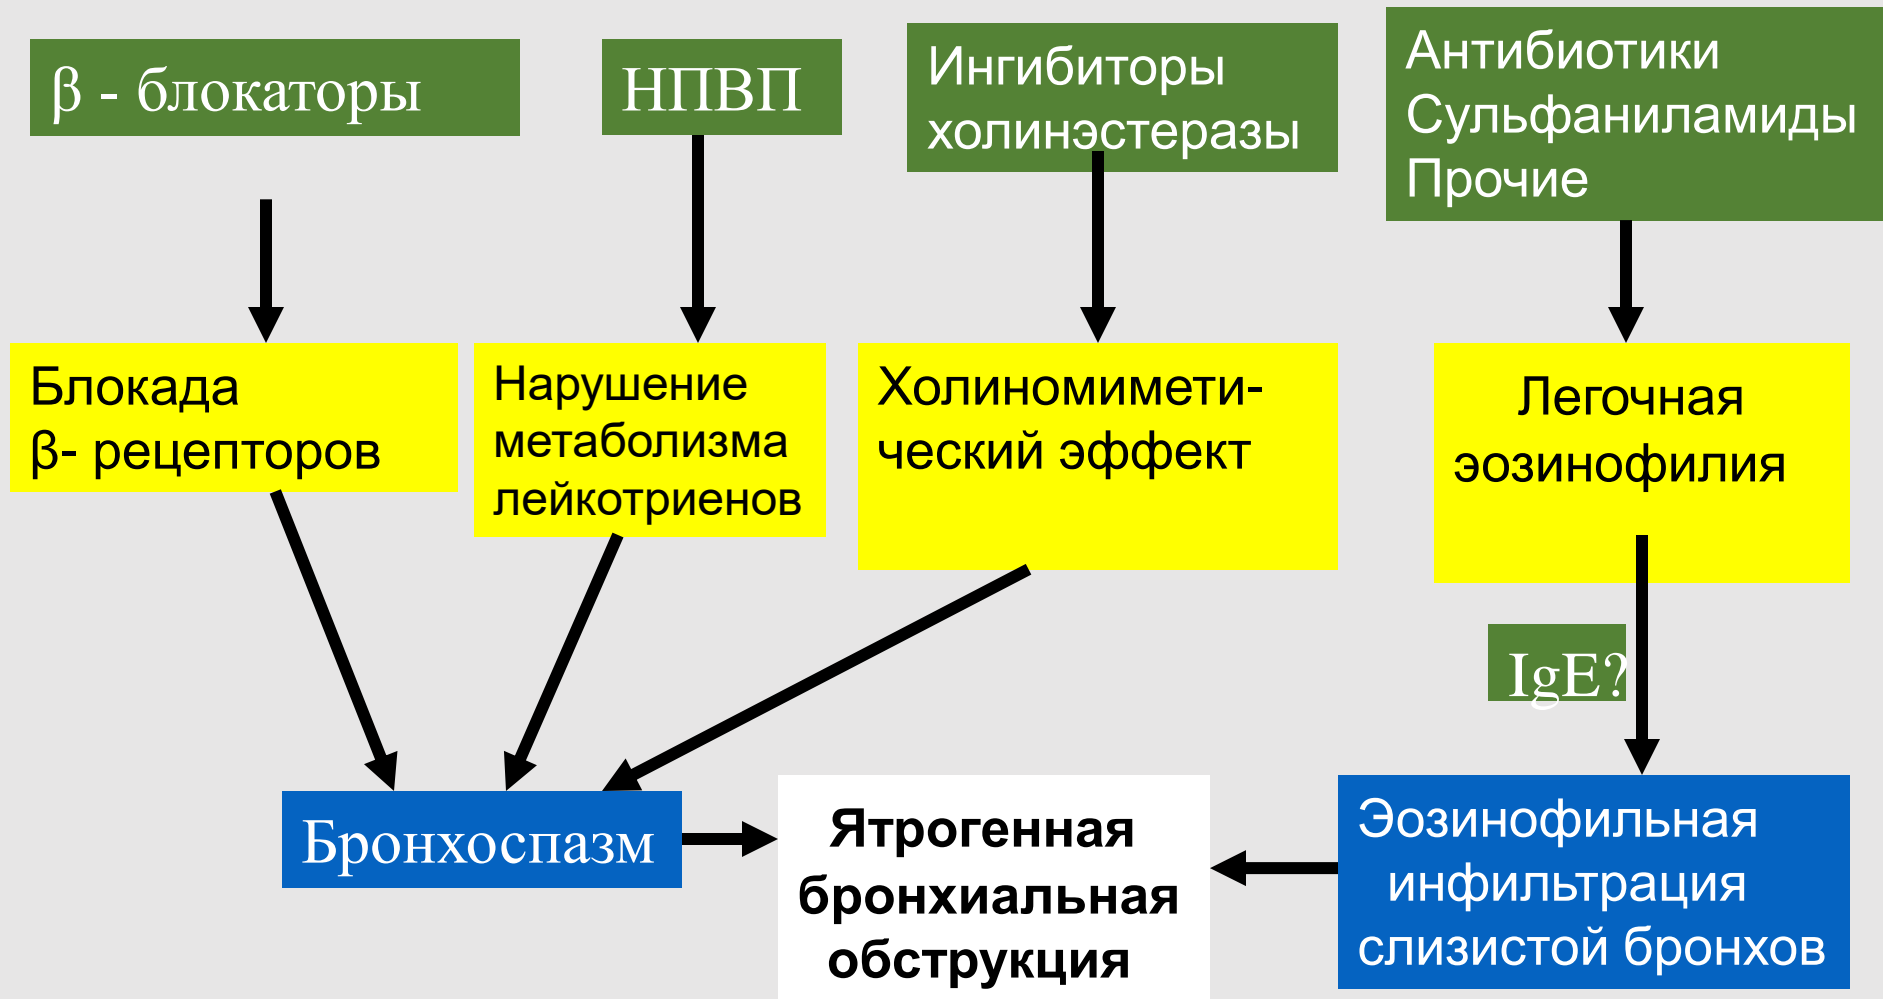 β - блокаторы
НПВП
Ингибиторы
холинэстеразы
Антибиотики
Сульфаниламиды
Прочие
Блокада
β- рецепторов
Нарушение
метаболизма
лейкотриенов
Холиномимети-
ческий эффект
Легочная
эозинофилия
IgE?
Бронхоспазм
Ятрогенная
бронхиальная
обструкция
Эозинофильная
инфильтрация
слизистой бронхов